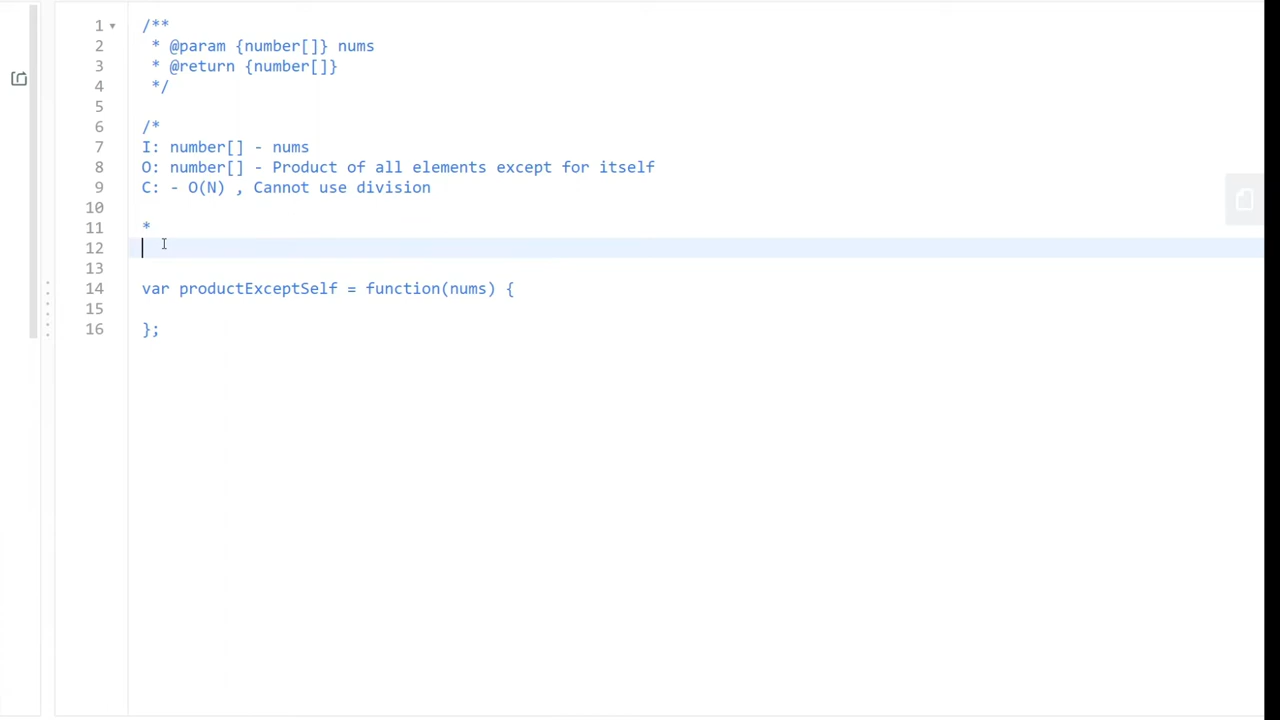 1 /**
2 * @param {number[]} nums
3 * @return {number[]}
4 */
5
6 /*
7 I: number[] - nums
8 O: number[] - Product of all elements except for itself
9 C: - O(N) , Cannot use division
10
11 *
12
13
14 var productExceptSelf = function(nums) {
15
16 };